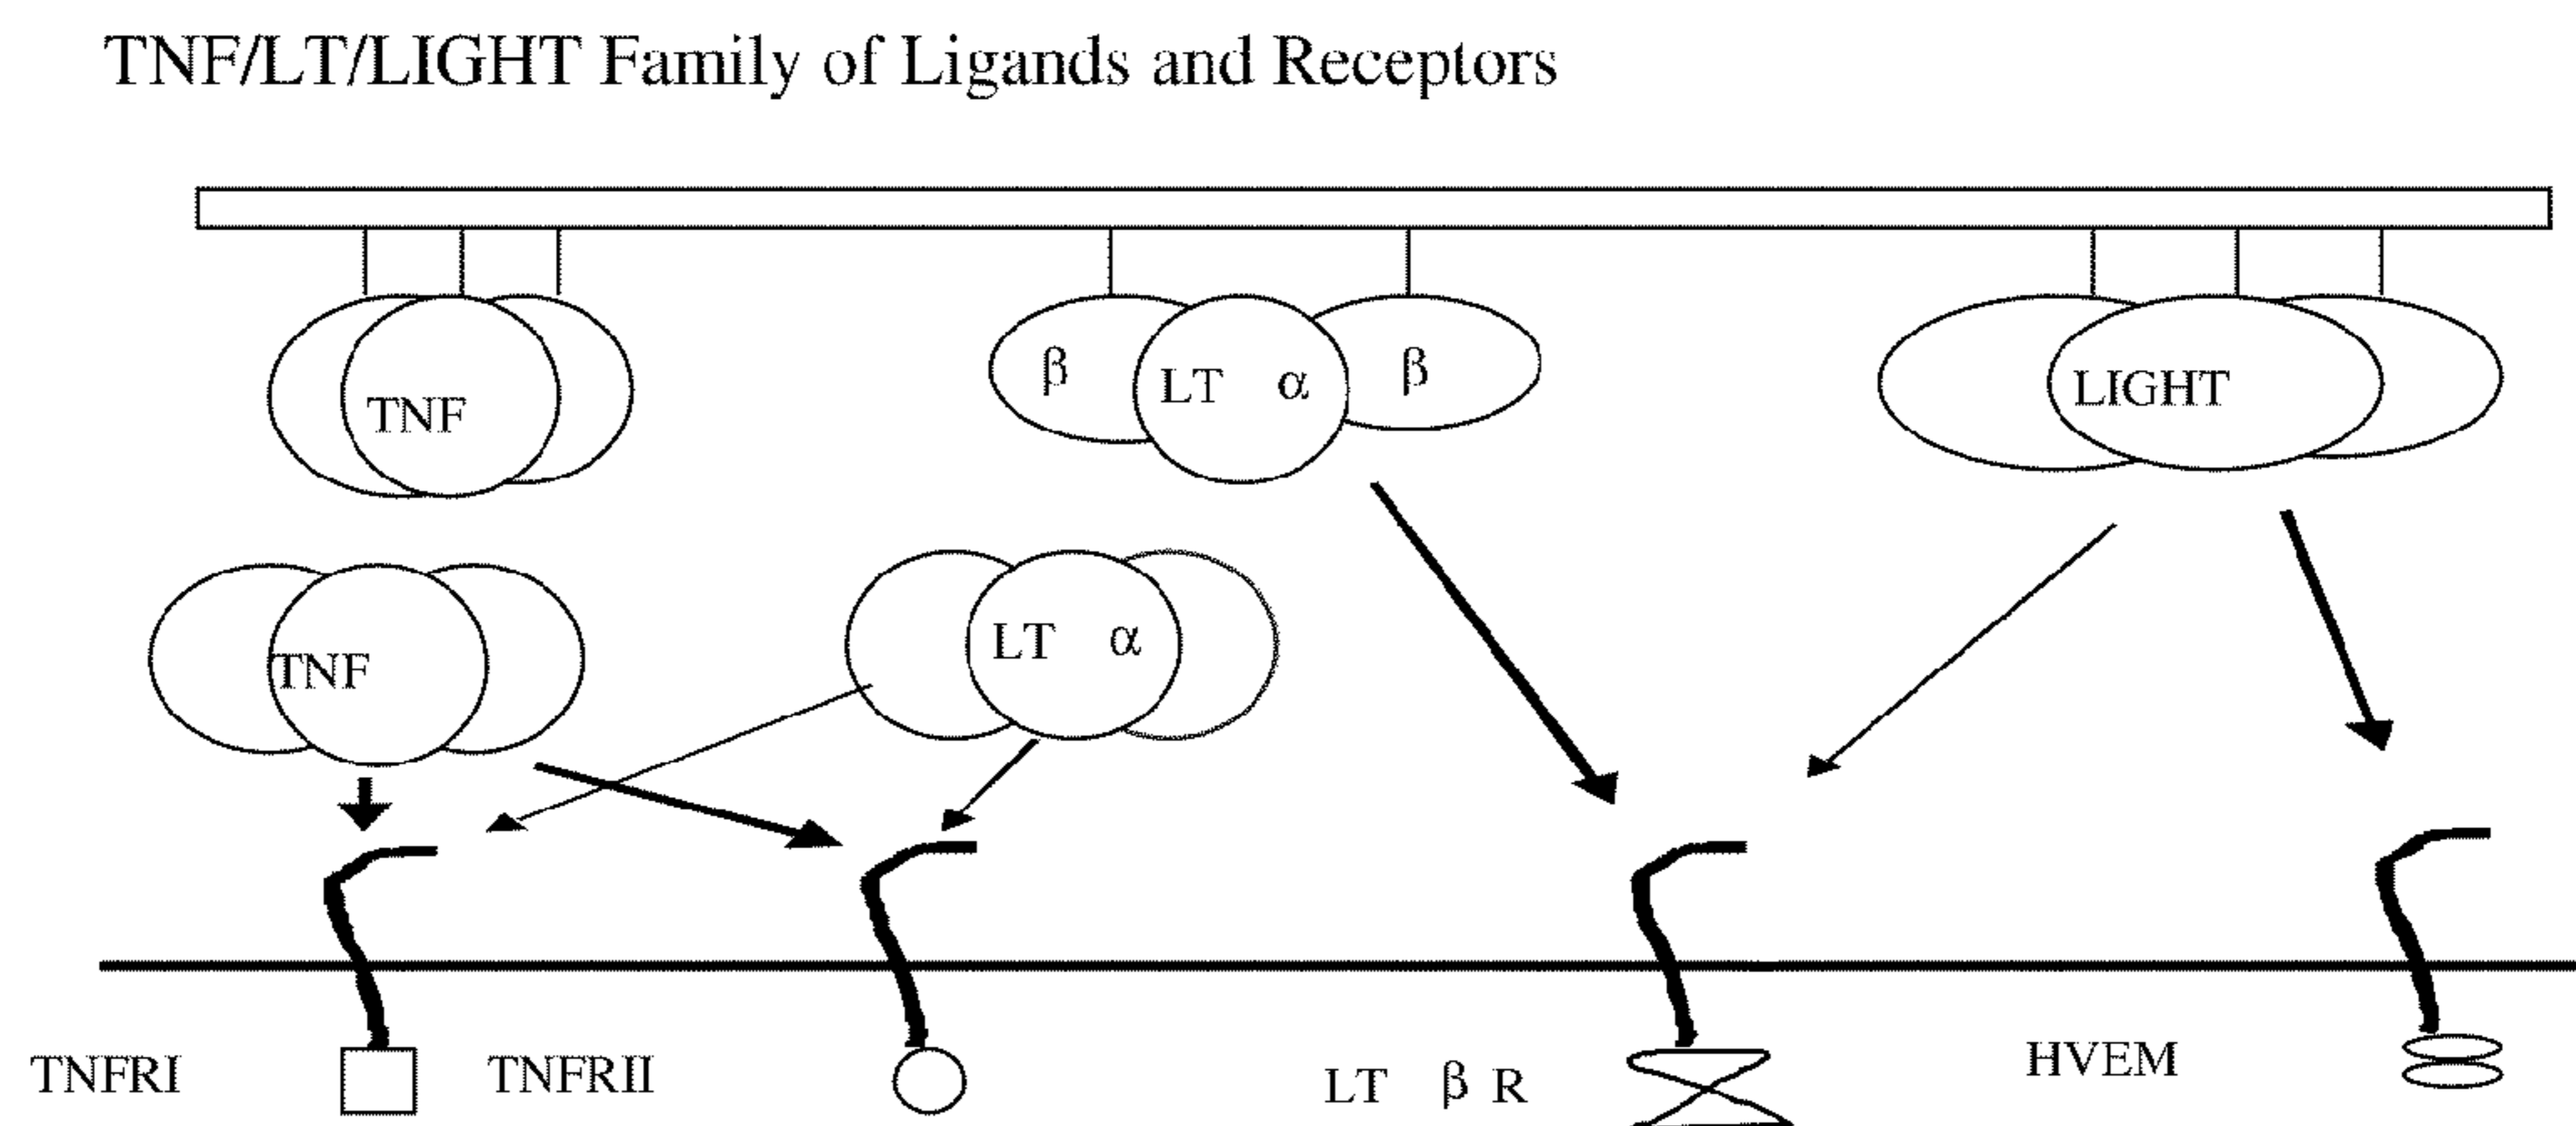 TNF/LT/LIGHT Family of Ligands and Receptors
TNF
β LT α β
LIGHT
TNF
LT α
TNFRI
TNFRII
LT β R
HVEM